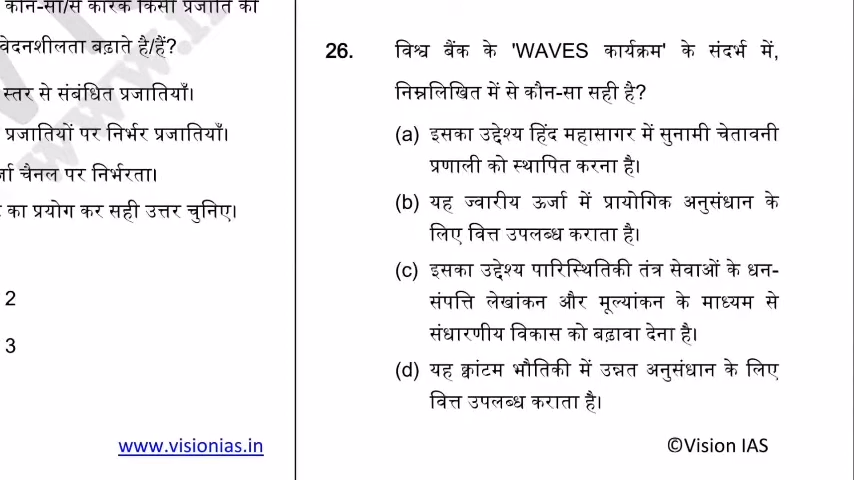 कौन-सा/से कारक किसी प्रजाति की
वेदनशीलता बढ़ाते है/हैं?
स्तर से संबंधित प्रजातियाँ।
प्रजातियों पर निर्भर प्रजातियाँ।
र्जा चैनल पर निर्भरता।
का प्रयोग कर सही उत्तर चुनिए।
2
3
www.visionias.in
26. विश्व बैंक के 'WAVES कार्यक्रम' के संदर्भ में,
निम्नलिखित में से कौन-सा सही है?
(a) इसका उद्देश्य हिंद महासागर में सुनामी चेतावनी
प्रणाली को स्थापित करना है।
(b) यह ज्वारीय ऊर्जा में प्रायोगिक अनुसंधान के
लिए वित्त उपलब्ध कराता है।
(c) इसका उद्देश्य पारिस्थितिकी तंत्र सेवाओं के धन-
संपत्ति लेखांकन और मूल्यांकन के माध्यम से
संधारणीय विकास को बढ़ावा देना है।
(d) यह क्वांटम भौतिकी में उन्नत अनुसंधान के लिए
वित्त उपलब्ध कराता है।
©Vision IAS